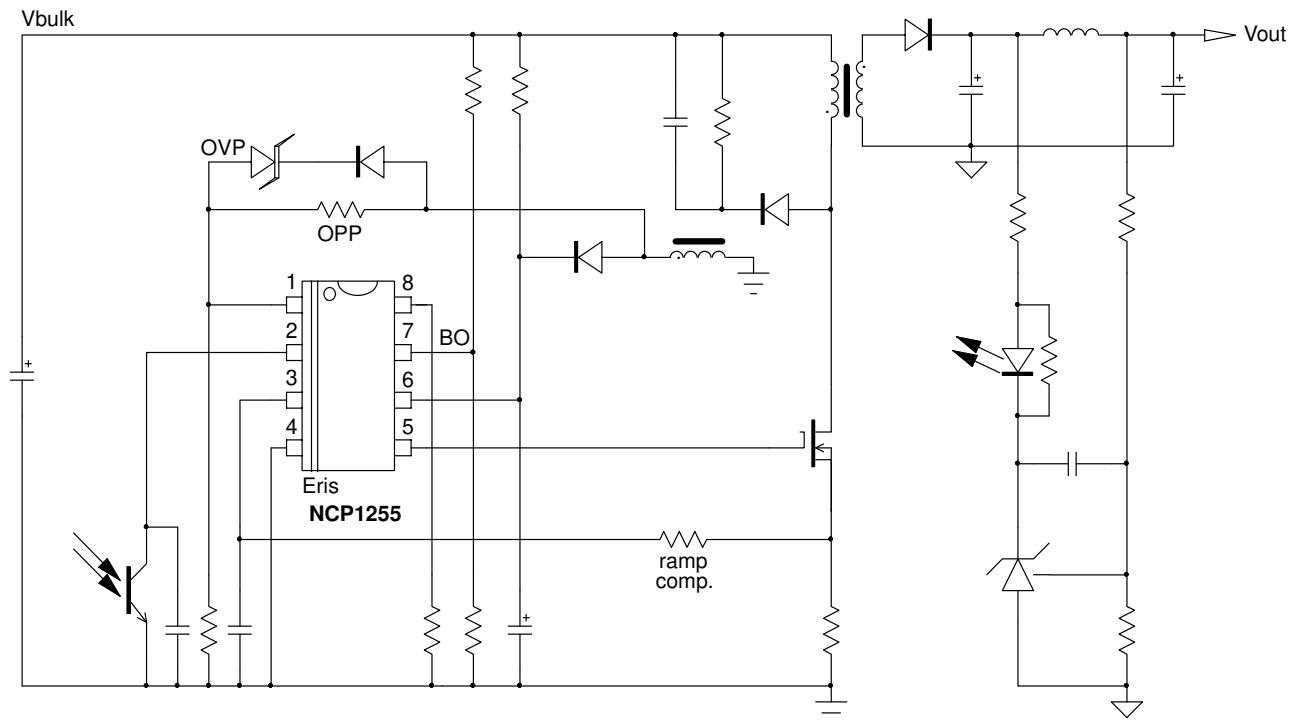 Vbulk
Vout
+
+
OVP
OPP
1
8
2
7
BO
3
6
4
5
+
Eris
NCP1255
ramp
comp.
+